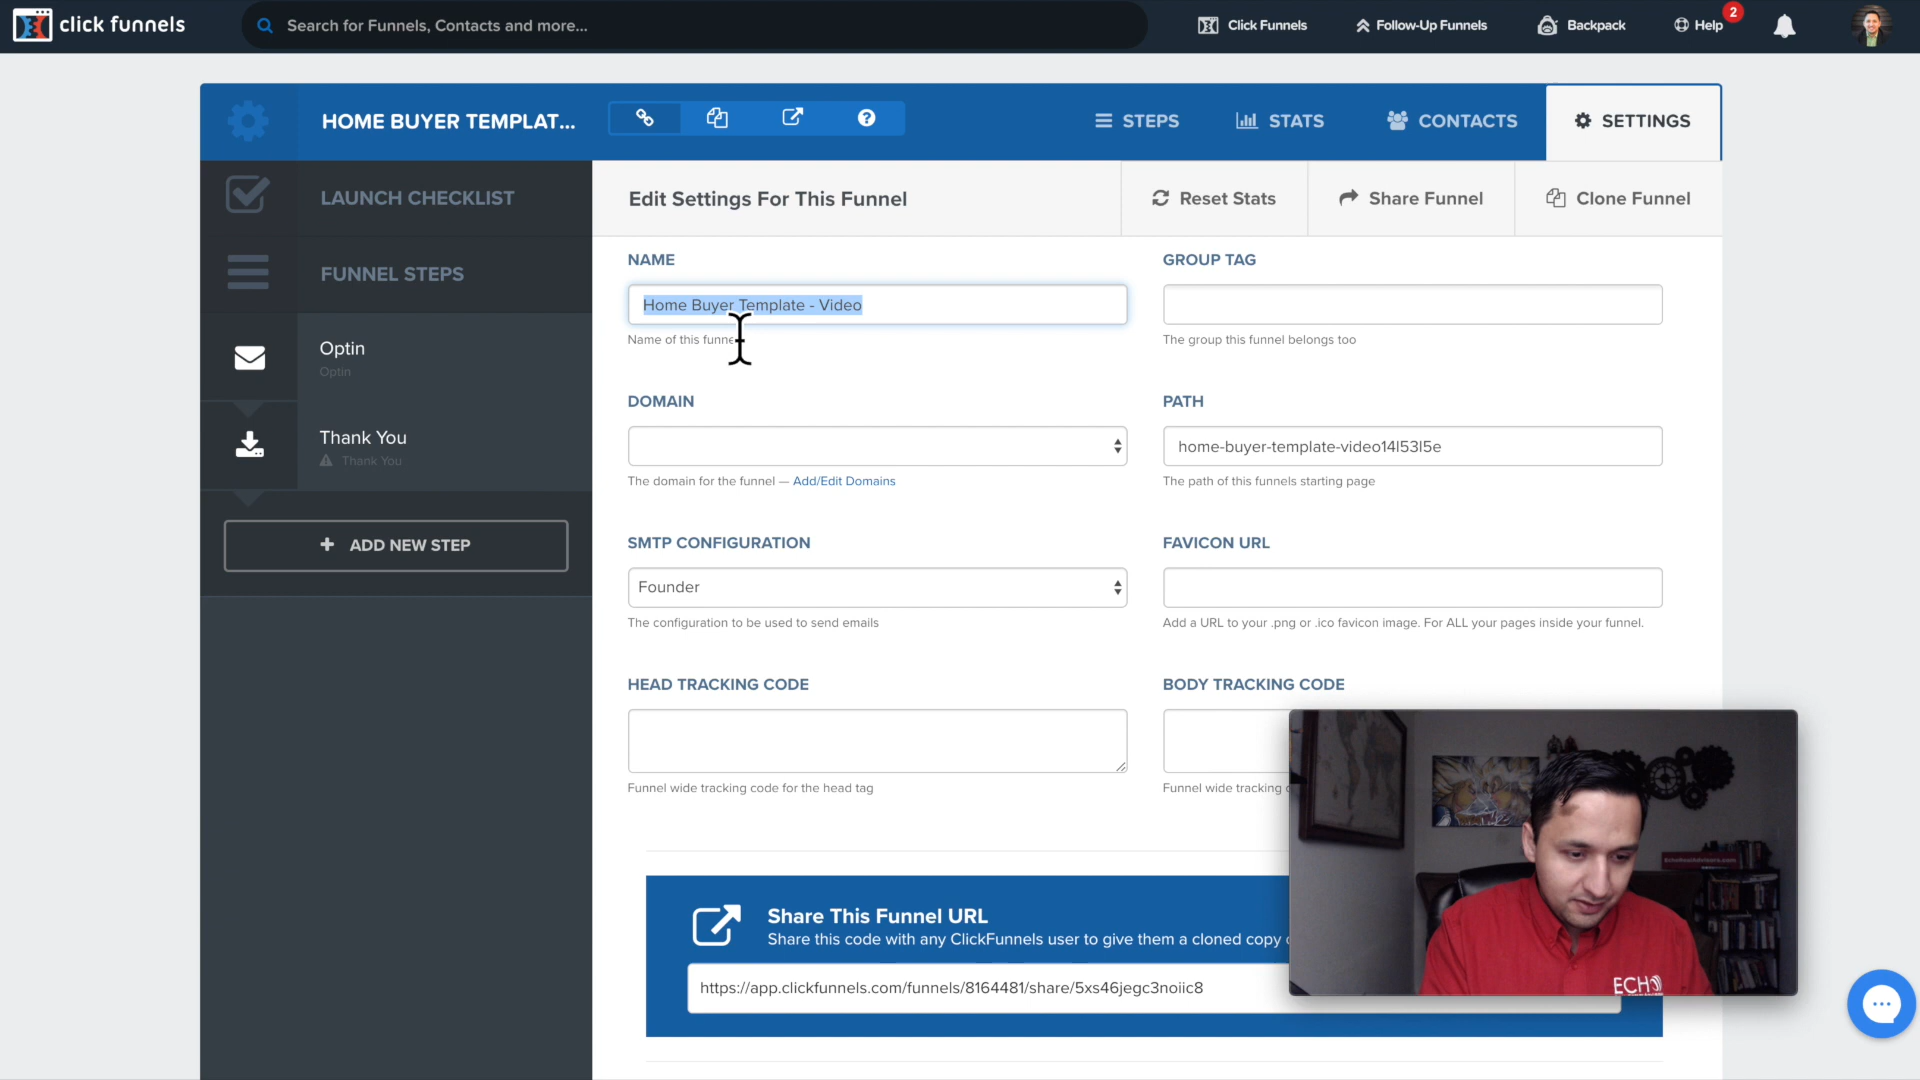 click funnels
Search for Funnels, Contacts and more...
Click Funnels
Follow-Up Funnels
Backpack
Help
2
HOME BUYER TEMPLAT...
STEPS
STATS
CONTACTS
SETTINGS
LAUNCH CHECKLIST
FUNNEL STEPS
Optin
Optin
Thank You
Thank You
+ ADD NEW STEP
Edit Settings For This Funnel
Reset Stats
Share Funnel
Clone Funnel
NAME
Home Buyer Template - Video
Name of this funne
GROUP TAG
The group this funnel belongs too
DOMAIN
The domain for the funnel — Add/Edit Domains
PATH
home-buyer-template-video14l53l5e
The path of this funnels starting page
SMTP CONFIGURATION
Founder
The configuration to be used to send emails
FAVICON URL
Add a URL to your .png or .ico favicon image. For ALL your pages inside your funnel.
HEAD TRACKING CODE
Funnel wide tracking code for the head tag
BODY TRACKING CODE
Funnel wide tracking
Share This Funnel URL
Share this code with any ClickFunnels user to give them a cloned copy
https://app.clickfunnels.com/funnels/8164481/share/5xs46jegc3noiic8
ECHO